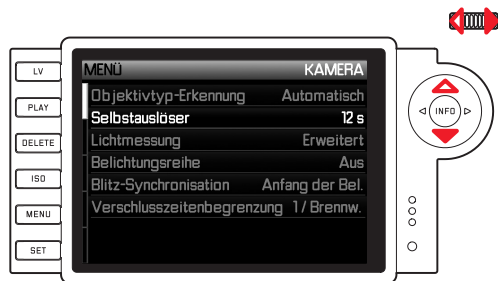 LV
PLAY
DELETE
ISO
MENU
SET
MENÜ KAMERA
Objektivtyp-Erkennung Automatisch
Selbstauslöser 12 s
Lichtmessung Erweitert
Belichtungsreihe Aus
Blitz-Synchronisation Anfang der Bel.
Verschlusszeitenbegrenzung 1/ Brennw.
INFO